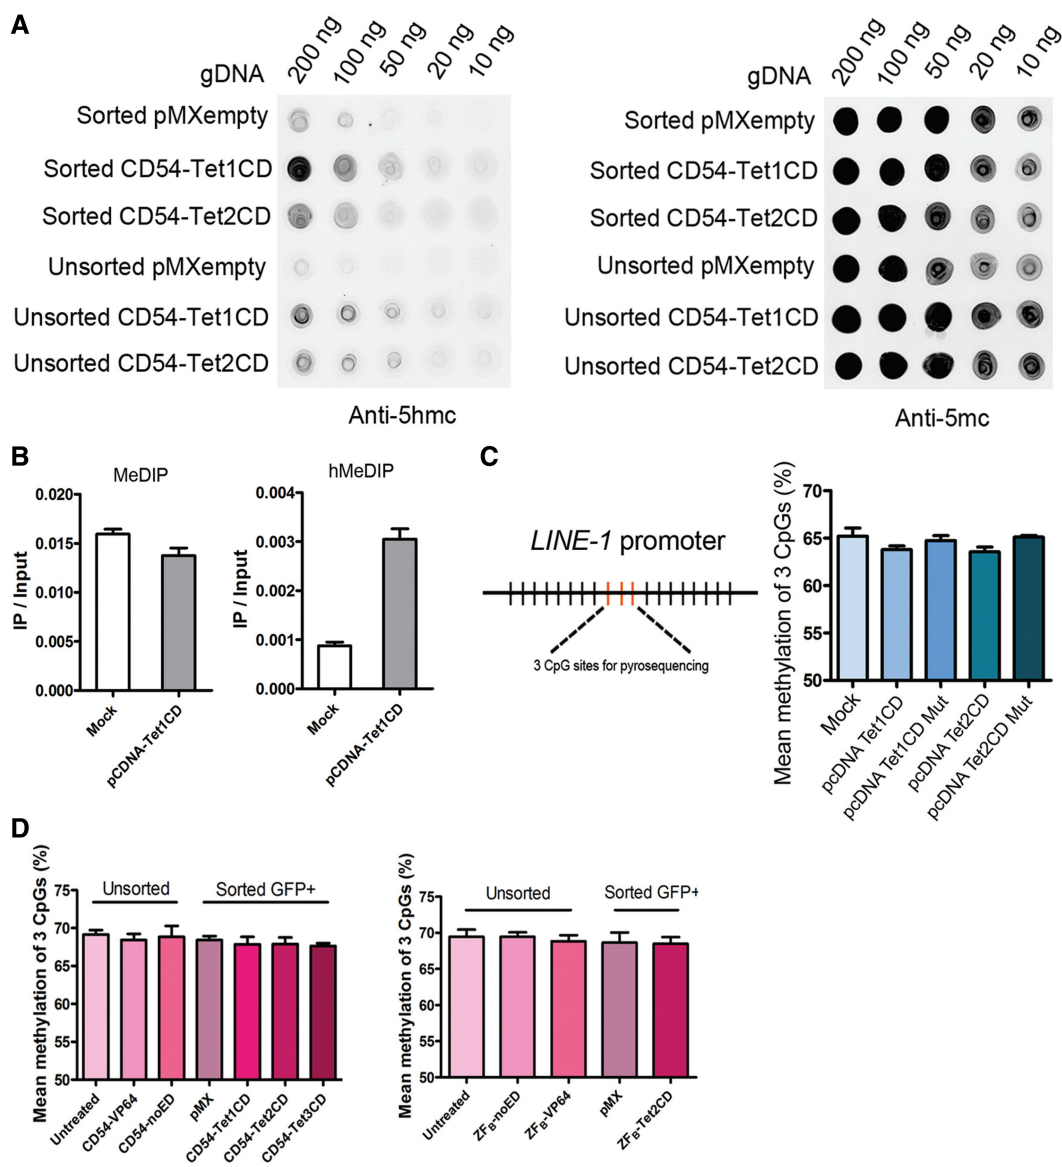 A
gDNA
200 ng
100 ng
50 ng
20 ng
10 ng
Sorted pMXempty
Sorted CD54-Tet1CD
Sorted CD54-Tet2CD
Unsorted pMXempty
Unsorted CD54-Tet1CD
Unsorted CD54-Tet2CD
Anti-5hmc
gDNA
200 ng
100 ng
50 ng
20 ng
10 ng
Sorted pMXempty
Sorted CD54-Tet1CD
Sorted CD54-Tet2CD
Unsorted pMXempty
Unsorted CD54-Tet1CD
Unsorted CD54-Tet2CD
Anti-5mc
B
MeDIP
IP / Input
0.020
0.015
0.010
0.005
0.000
Mock
pCDNA-Tet1CD
hMeDIP
IP / Input
0.004
0.003
0.002
0.001
0.000
Mock
pCDNA-Tet1CD
C
LINE-1 promoter
3 CpG sites for pyrosequencing
Mean methylation of 3 CpGs (%)
70
65
60
55
50
Mock
pcDNA Tet1CD
pcDNA Tet1CD Mut
pcDNA Tet2CD
pcDNA Tet2CD Mut
D
Mean methylation of 3 CpGs (%)
75
70
65
60
55
50
Unsorted
Sorted GFP+
Untreated
CD54-VP64
CD54-noED
pMX
CD54-Tet1CD
CD54-Tet2CD
CD54-Tet3CD
Mean methylation of 3 CpGs (%)
75
70
65
60
55
50
Unsorted
Sorted GFP+
Untreated
ZFB-noED
ZFB-VP64
pMX
ZFB-Tet2CD